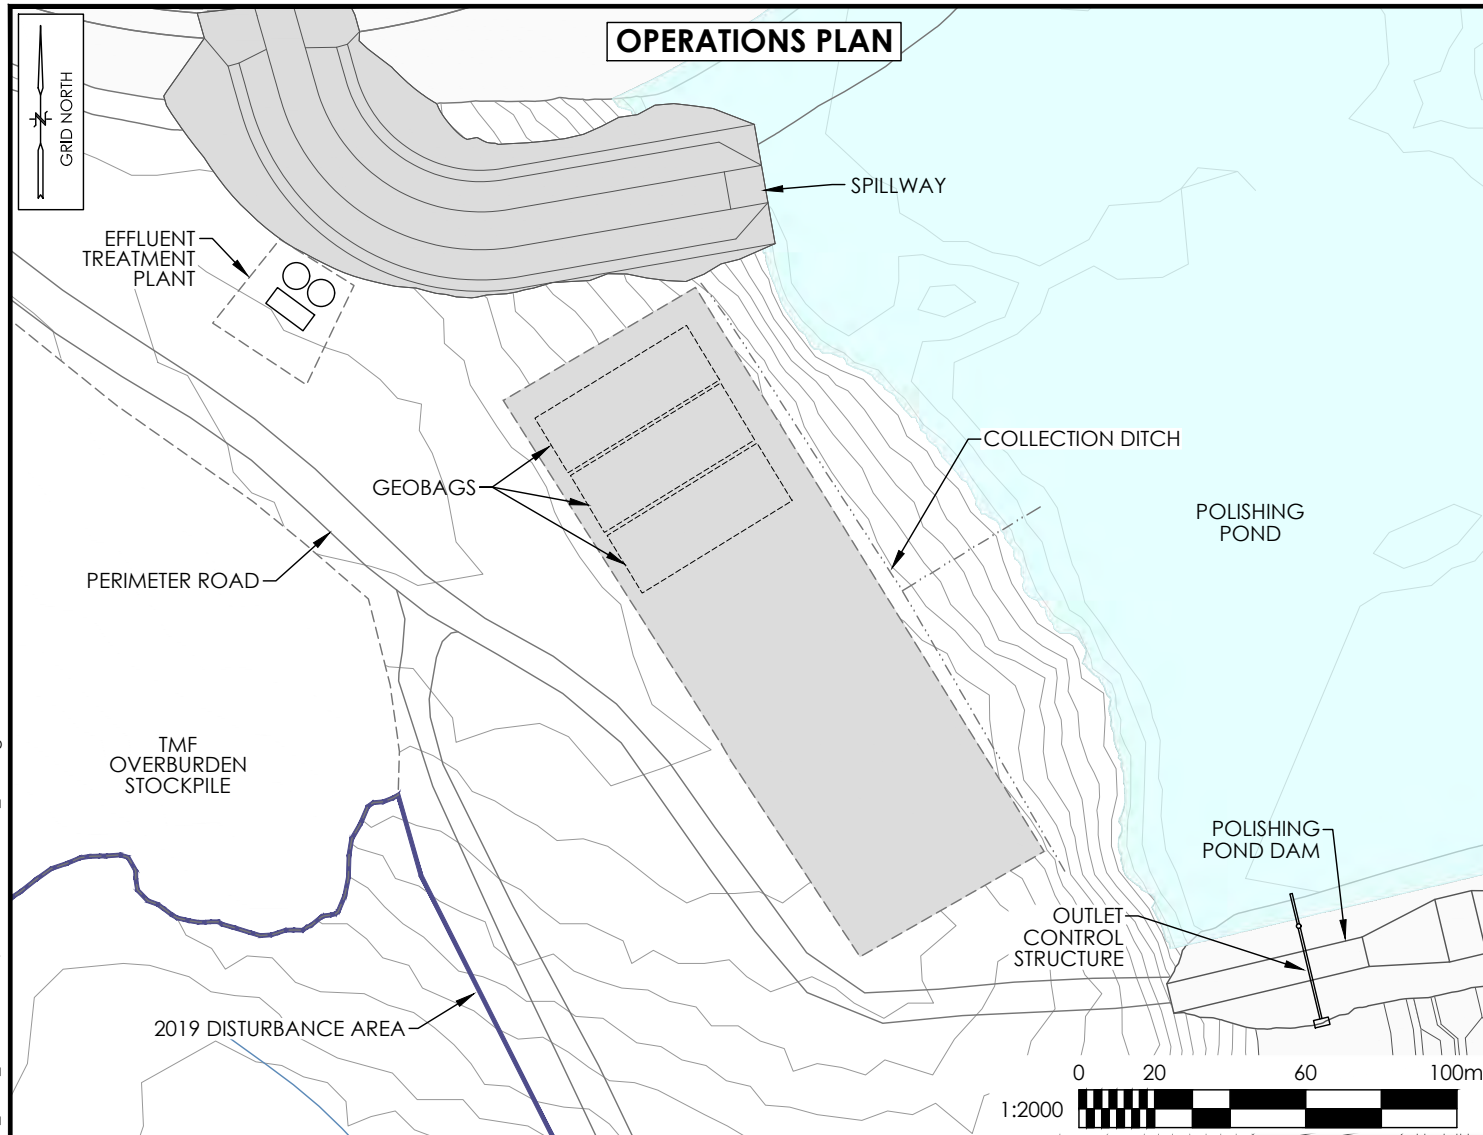 OPERATIONS PLAN
GRID NORTH
SPILLWAY
EFFLUENT
TREATMENT
PLANT
COLLECTION DITCH
GEOBAGS
POLISHING
POND
PERIMETER ROAD
TMF
OVERBURDEN
STOCKPILE
POLISHING
POND DAM
OUTLET
CONTROL
STRUCTURE
2019 DISTURBANCE AREA
0 20 60 100m
1:2000